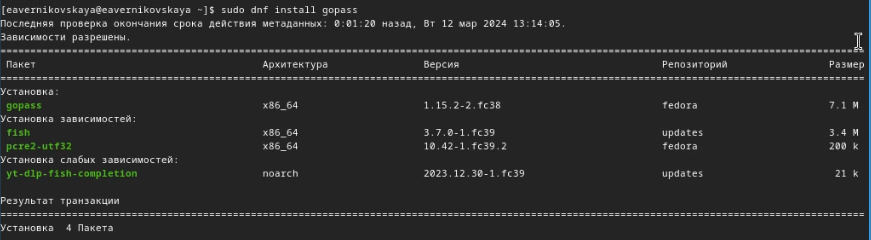 [eavernikovskaya@eavernikovskaya ~]$ sudo dnf install gopass
Последняя проверка окончания срока действия метаданных: 0:01:20 назад, Вт 12 мар 2024 13:14:05.
Зависимости разрешены.
Пакет Архитектура Версия Репозиторий Размер
Установка:
gopass x86_64 1.15.2-2.fc38 fedora 7.1 M
Установка зависимостей:
fish x86_64 3.7.0-1.fc39 updates 3.4 M
pcre2-utf32 x86_64 10.42-1.fc39.2 fedora 200 k
Установка слабых зависимостей:
yt-dlp-fish-completion noarch 2023.12.30-1.fc39 updates 21 k
Результат транзакции
Установка 4 Пакета